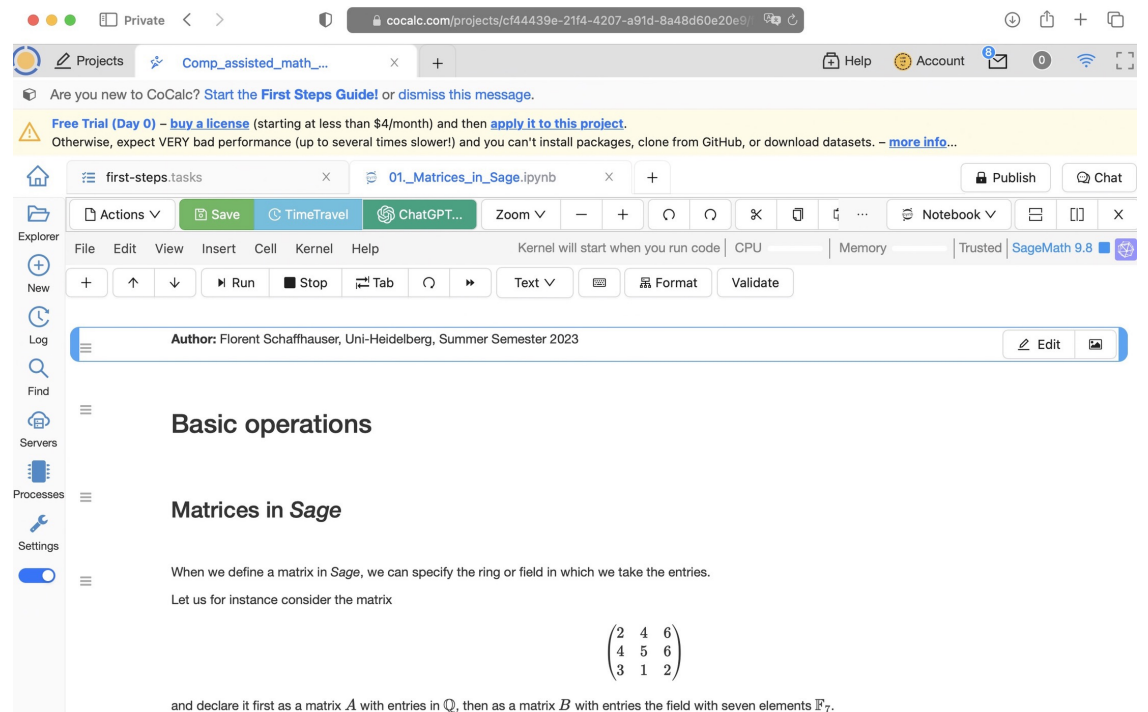 Private
cocalc.com/projects/cf44439e-21f4-4207-a91d-8a48d60e20e9/
Projects Comp_assisted_math_... Help Account 8 0
Are you new to CoCalc? Start the First Steps Guide! or dismiss this message.
Free Trial (Day 0) – buy a license (starting at less than $4/month) and then apply it to this project.
Otherwise, expect VERY bad performance (up to several times slower!) and you can't install packages, clone from GitHub, or download datasets. – more info...
first-steps.tasks 01._Matrices_in_Sage.ipynb Publish Chat
Actions Save TimeTravel ChatGPT... Zoom Notebook
Explorer
File Edit View Insert Cell Kernel Help Kernel will start when you run code CPU Memory Trusted SageMath 9.8
New
Run Stop Tab Text Format Validate
Log
Author: Florent Schaffhauser, Uni-Heidelberg, Summer Semester 2023
Edit
Find
Basic operations
Servers
Processes
Matrices in Sage
Settings
When we define a matrix in Sage, we can specify the ring or field in which we take the entries.
Let us for instance consider the matrix
2 4 6
4 5 6
3 1 2
and declare it first as a matrix A with entries in ℚ, then as a matrix B with entries the field with seven elements 𝔽₇.